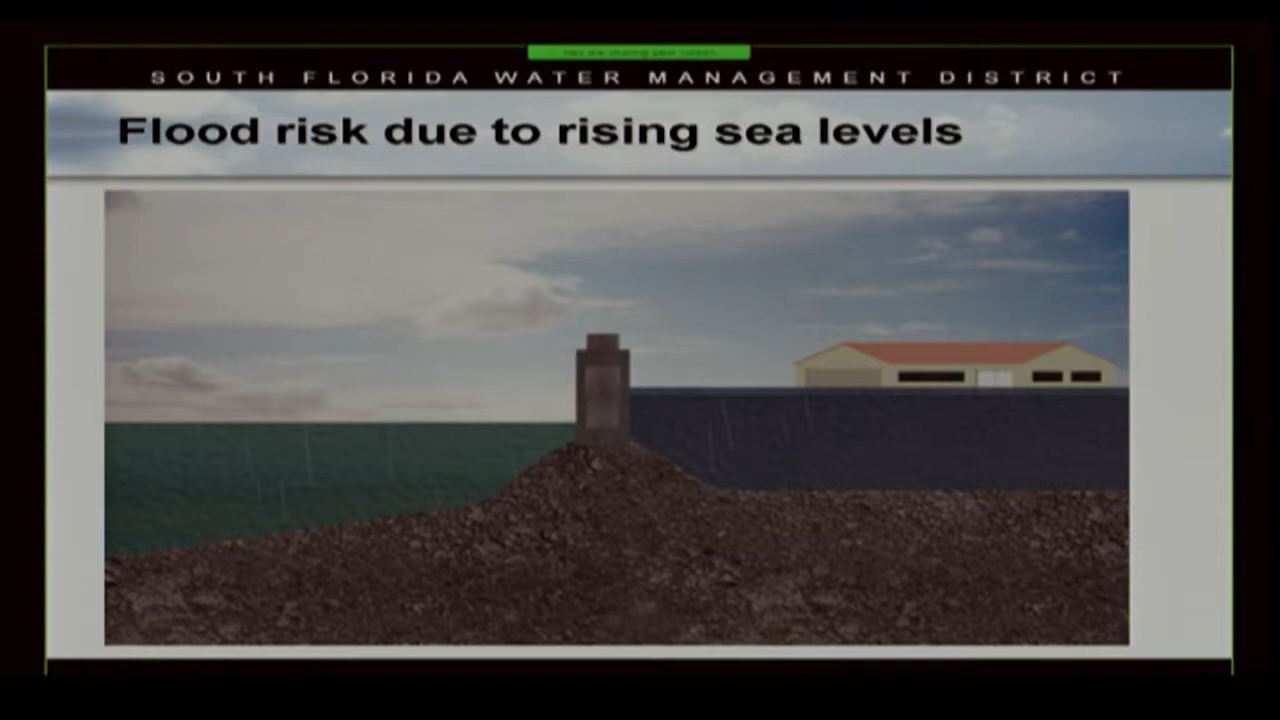 SOUTH FLORIDA WATER MANAGEMENT DISTRICT
Flood risk due to rising sea levels